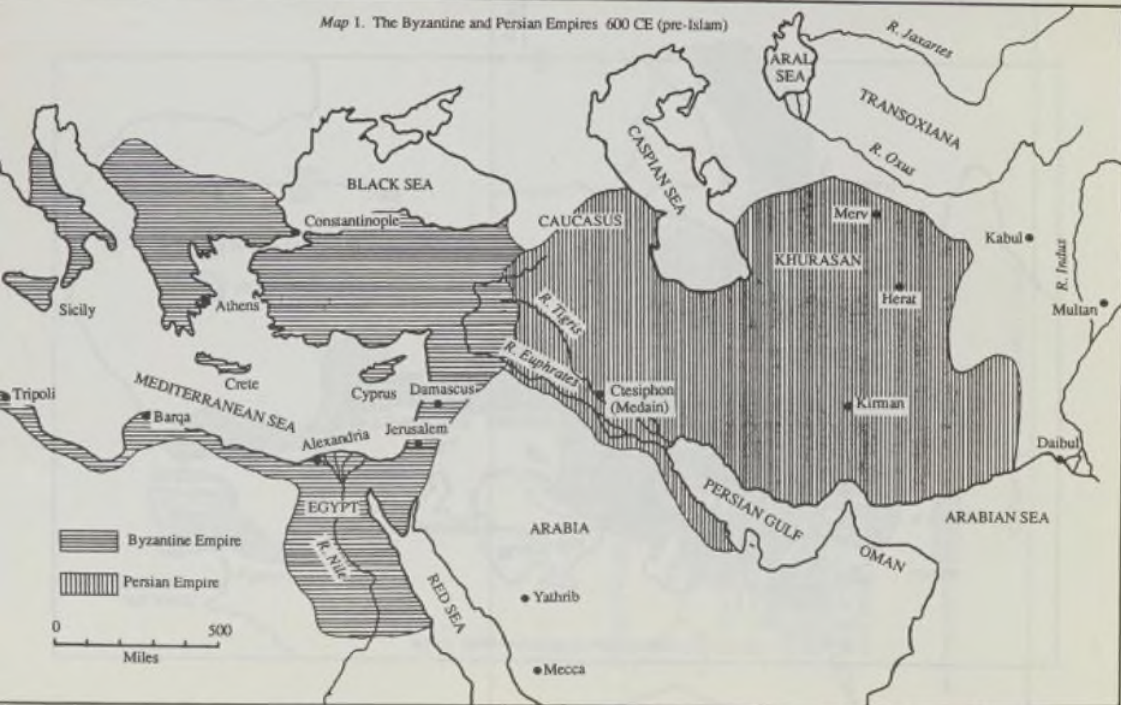 Map 1. The Byzantine and Persian Empires 600 CE (pre-Islam)
R. Jaxartes
ARAL
SEA
TRANSOXIANA
R. Oxus
CASPIAN SEA
BLACK SEA
Constantinople
CAUCASUS
Merv
KHURASAN
Kabul
R. Indus
Herat
Multan
Sicily
Athens
R. Tigris
R. Euphrates
Crete
Cyprus
Damascus
Ctesiphon
(Medain)
Kirman
Tripoli
MEDITERRANEAN SEA
Barqa
Alexandria
Jerusalem
Daibul
EGYPT
PERSIAN GULF
ARABIAN SEA
ARABIA
OMAN
Byzantine Empire
R. Nile
Persian Empire
RED SEA
Yathrib
0 500
Miles
Mecca